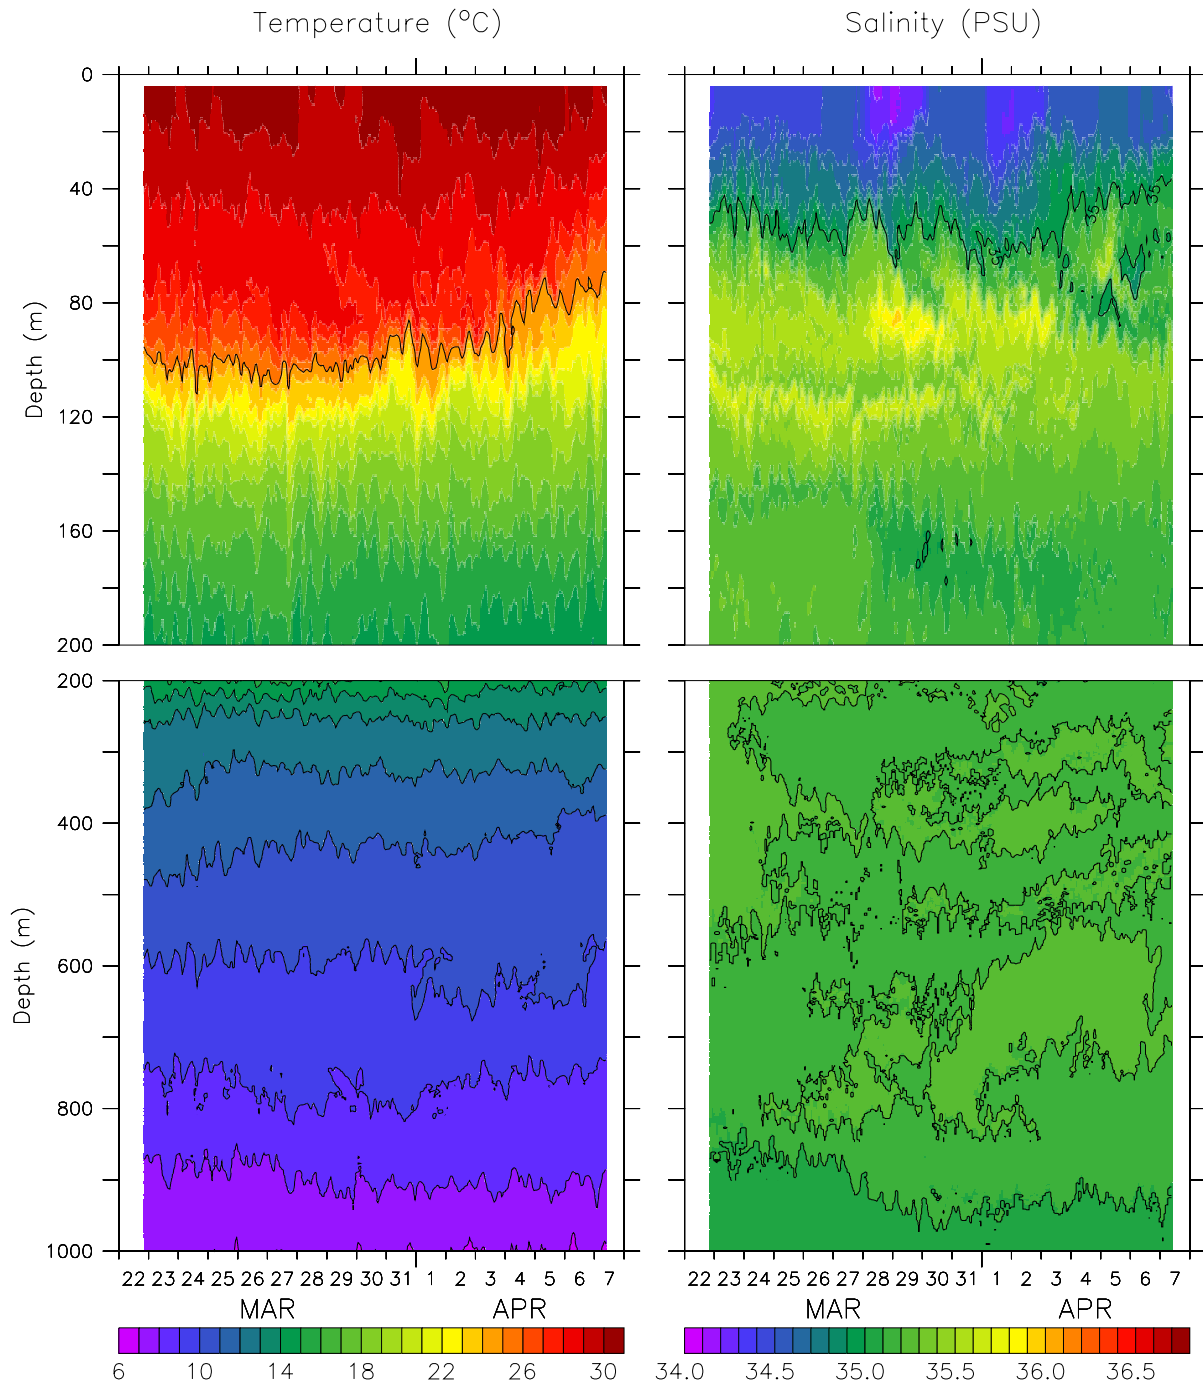 Temperature (°C)
Salinity (PSU)
0
40
80
120
160
200
Depth (m)
35
35
35
200
400
600
800
1000
Depth (m)
22 23 24 25 26 27 28 29 30 31 1 2 3 4 5 6 7
MAR APR
22 23 24 25 26 27 28 29 30 31 1 2 3 4 5 6 7
MAR APR
6 10 14 18 22 26 30
34.0 34.5 35.0 35.5 36.0 36.5